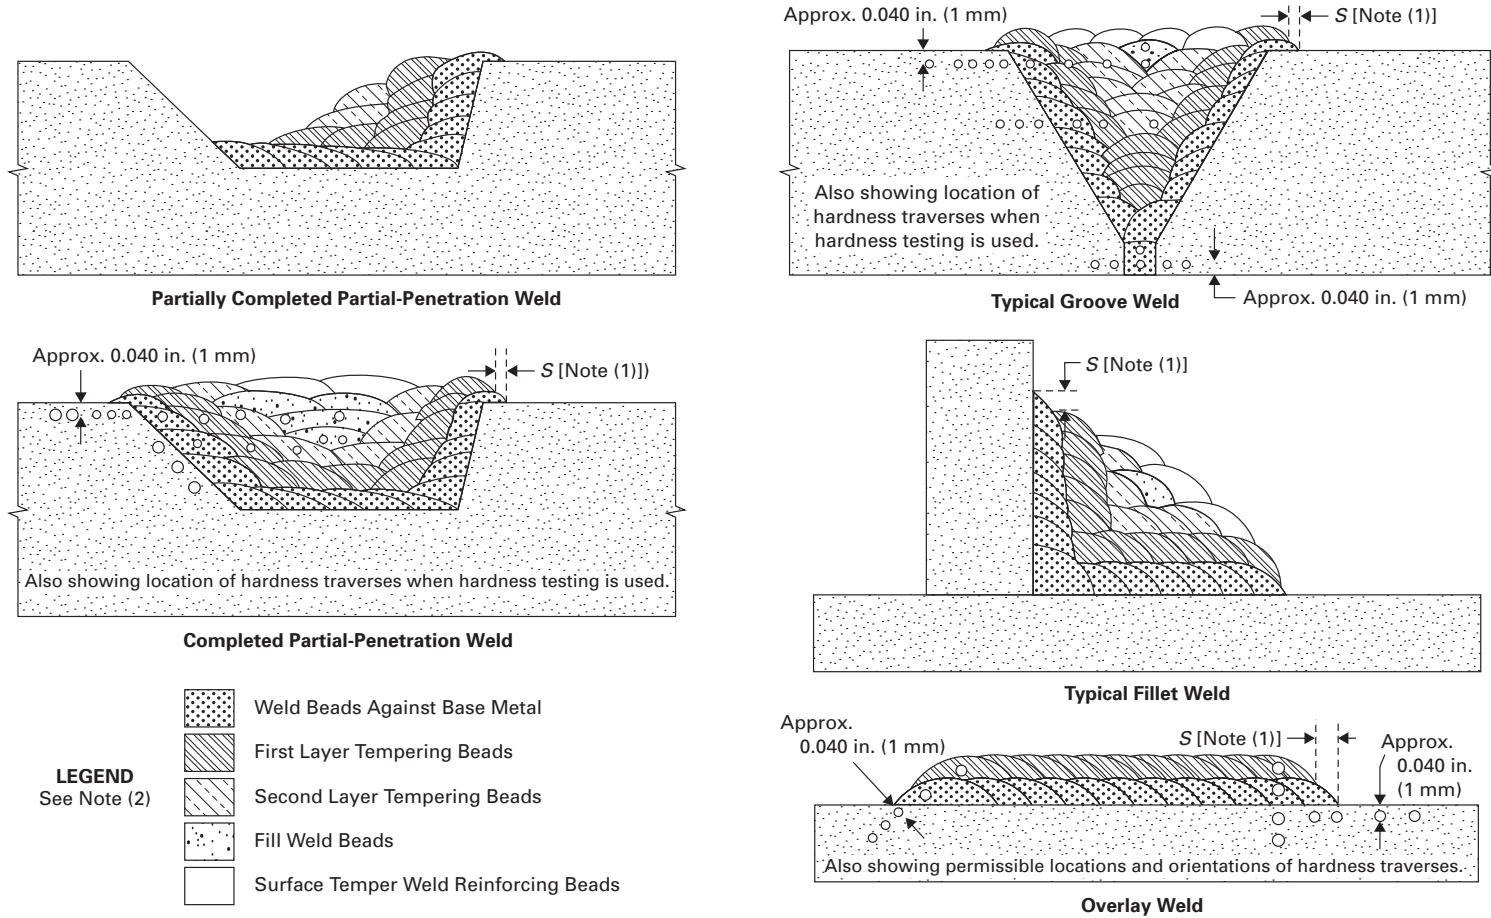 Partially Completed Partial-Penetration Weld
Approx. 0.040 in. (1 mm)
S [Note (1)]
Also showing location of
hardness traverses when
hardness testing is used.
Typical Groove Weld
Approx. 0.040 in. (1 mm)
Approx. 0.040 in. (1 mm)
S [Note (1)])
Also showing location of hardness traverses when hardness testing is used.
Completed Partial-Penetration Weld
S [Note (1)]
Typical Fillet Weld
LEGEND
See Note (2)
Weld Beads Against Base Metal
First Layer Tempering Beads
Second Layer Tempering Beads
Fill Weld Beads
Surface Temper Weld Reinforcing Beads
Approx.
0.040 in. (1 mm)
S [Note (1)]
Approx.
0.040 in.
(1 mm)
Also showing permissible locations and orientations of hardness traverses.
Overlay Weld